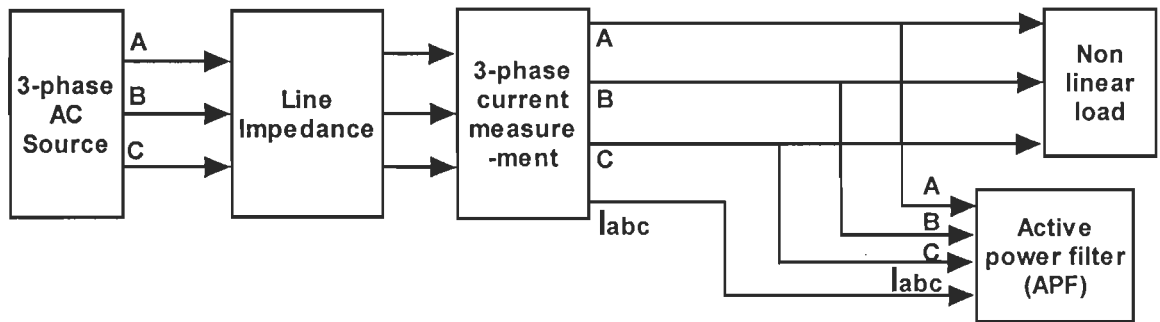 3-phase
AC
Source
A
B
C
Line
Impedance
3-phase
current
measure
-ment
A
B
C
Iabc
Non
linear
load
A
B
C
Iabc
Active
power filter
(APF)